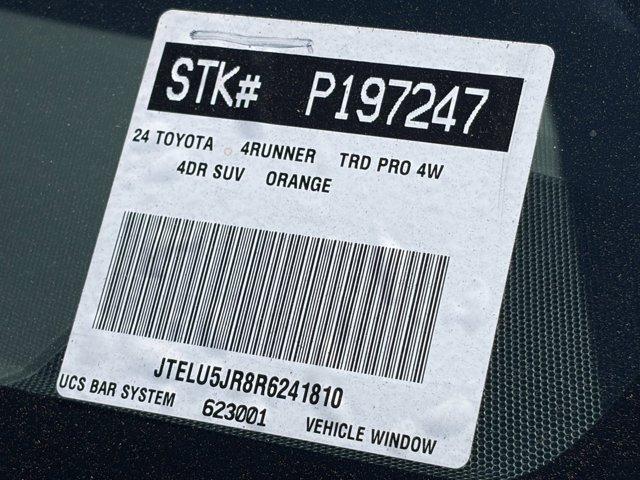 STK# P197247
24 TOYOTA 4RUNNER TRD PRO 4W
4DR SUV ORANGE
JTELU5JR8R6241810
UCS BAR SYSTEM 623001 VEHICLE WINDOW